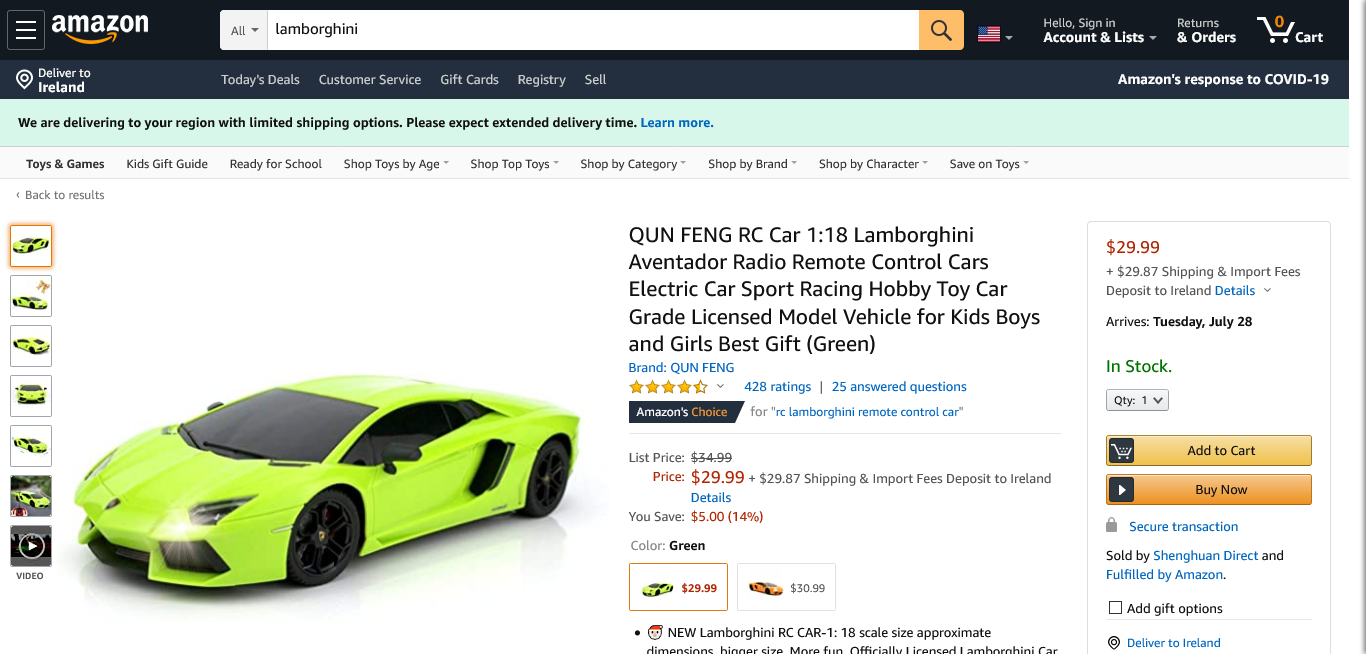 amazon
All
lamborghini
Hello, Sign in
Account & Lists
Returns
& Orders
0
Cart
Deliver to
Ireland
Today's Deals
Customer Service
Gift Cards
Registry
Sell
Amazon's response to COVID-19
We are delivering to your region with limited shipping options. Please expect extended delivery time. Learn more.
Toys & Games
Kids Gift Guide
Ready for School
Shop Toys by Age
Shop Top Toys
Shop by Category
Shop by Brand
Shop by Character
Save on Toys
‹ Back to results
VIDEO
QUN FENG RC Car 1:18 Lamborghini
Aventador Radio Remote Control Cars
Electric Car Sport Racing Hobby Toy Car
Grade Licensed Model Vehicle for Kids Boys
and Girls Best Gift (Green)
Brand: QUN FENG
428 ratings | 25 answered questions
Amazon's Choice for "rc lamborghini remote control car"
List Price: $34.99
Price: $29.99 + $29.87 Shipping & Import Fees Deposit to Ireland
Details
You Save: $5.00 (14%)
Color: Green
$29.99
$30.99
• NEW Lamborghini RC CAR-1: 18 scale size approximate
dimensions, bigger size, More fun. Officially Licensed Lamborghini Car
$29.99
+ $29.87 Shipping & Import Fees
Deposit to Ireland Details
Arrives: Tuesday, July 28
In Stock.
Qty: 1
Add to Cart
Buy Now
Secure transaction
Sold by Shenghuan Direct and
Fulfilled by Amazon.
Add gift options
Deliver to Ireland